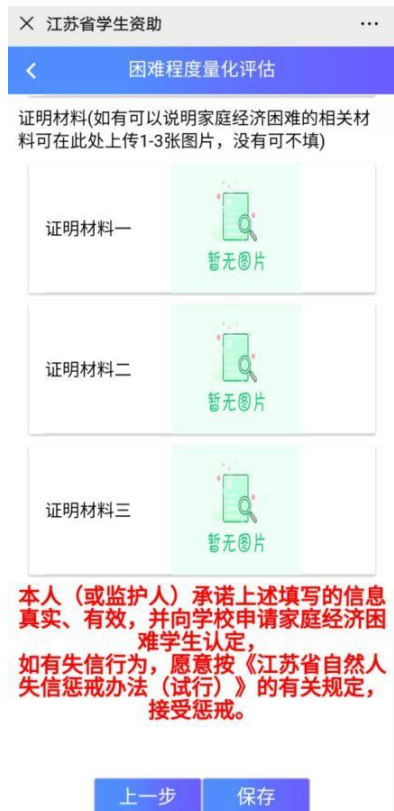 江苏省学生资助
困难程度量化评估
证明材料(如有可以说明家庭经济困难的相关材
料可在此处上传1-3张图片，没有可不填)
证明材料一
暂无图片
证明材料二
暂无图片
证明材料三
暂无图片
本人（或监护人）承诺上述填写的信息
真实、有效，并向学校申请家庭经济困
难学生认定，
如有失信行为，愿意按《江苏省自然人
失信惩戒办法（试行）》的有关规定，
接受惩戒。
上一步
保存